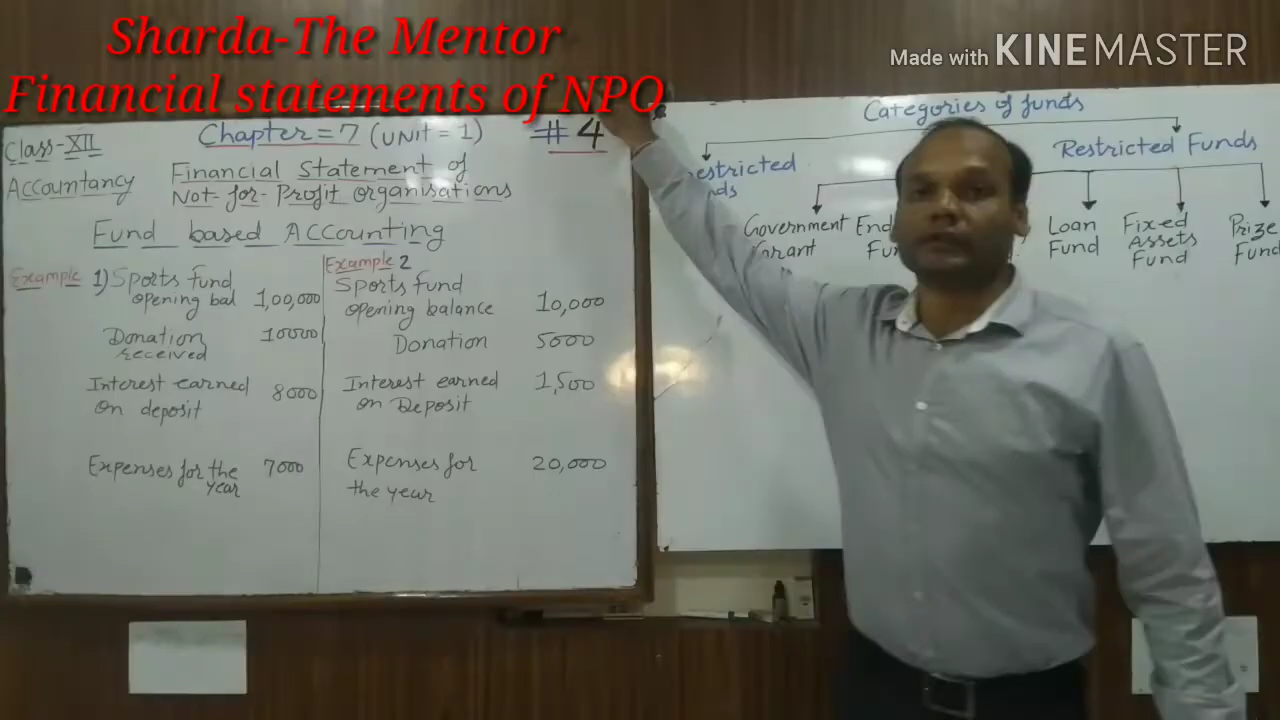 Sharda-The Mentor
Financial statements of NPO
Made with KINEMASTER
Class-XII
Accountancy
Chapter = 7 (UNIT = 1)
# 4
Financial Statement of
Not-for-Profit Organisations
Fund based Accounting
Example 1) Sports fund
opening bal 1,00,000
Donation received 10000
Interest earned
on deposit 8000
Expenses for the
year 7000
Example 2
Sports fund
opening balance 10,000
Donation 5000
Interest earned
on Deposit 1,500
Expenses for
the year 20,000
Categories of funds
Restricted Funds
Government
Loan
Fund
Fixed
Assets
Fund
Prize
Fund